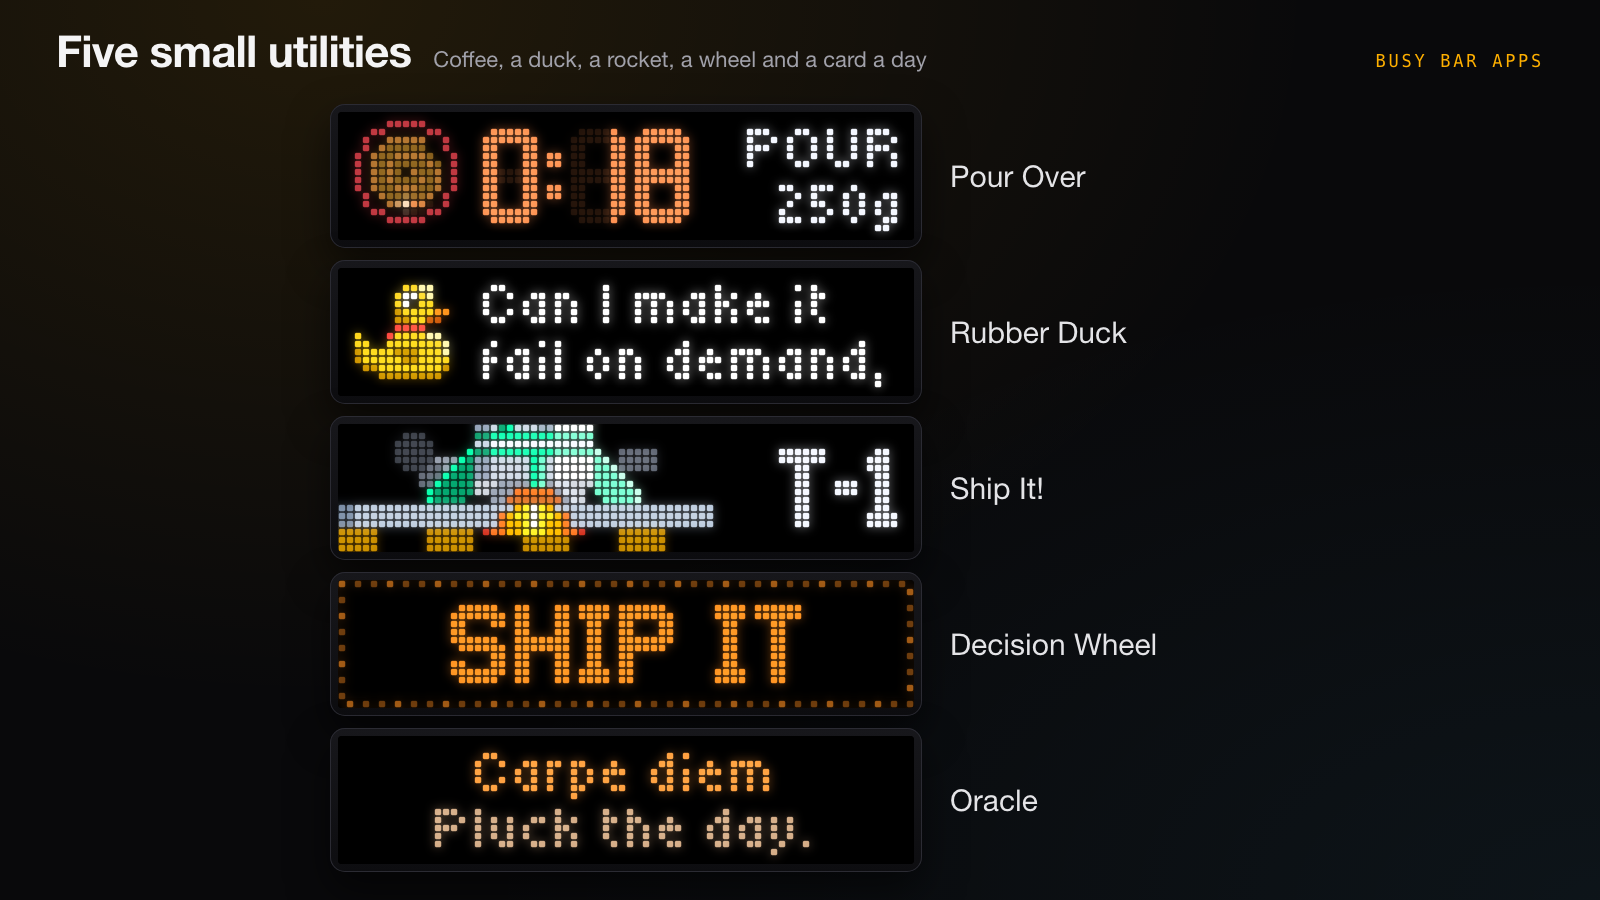 Five small utilities
Coffee, a duck, a rocket, a wheel and a card a day
BUSY BAR APPS
0:18
POUR
250g
Pour Over
Can I make it
fail on demand,
Rubber Duck
T-1
Ship It!
SHIP IT
Decision Wheel
Carpe diem
Pluck the day.
Oracle